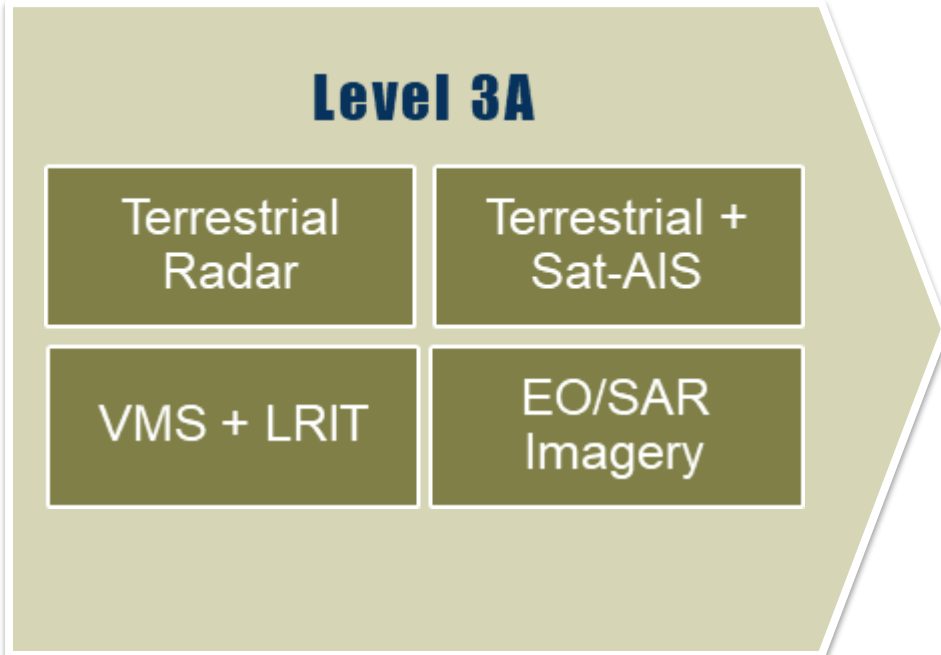 Level 3A
Terrestrial
Radar
Terrestrial +
Sat-AIS
VMS + LRIT
EO/SAR
Imagery